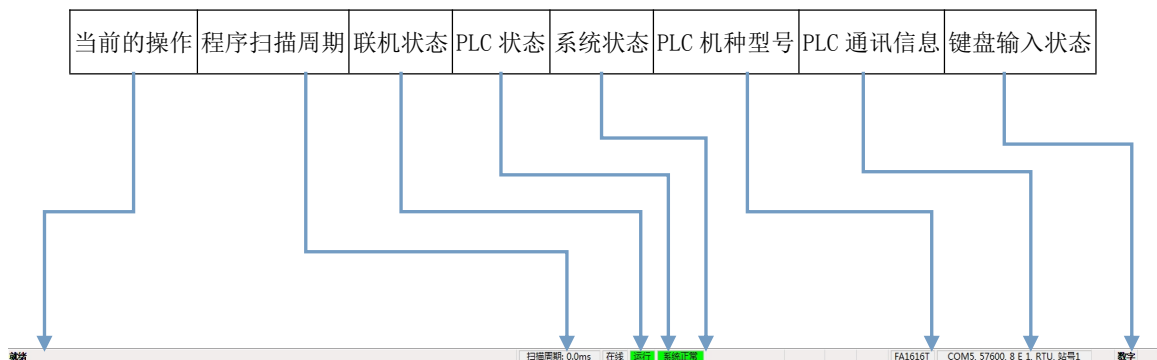 当前的操作 程序扫描周期 联机状态 PLC 状态 系统状态 PLC 机种型号 PLC 通讯信息 键盘输入状态
就绪 扫描周期: 0.0ms 在线 运行 系统正常 FA1616T COM5, 57600, 8 E 1, RTU, 站号1 数字